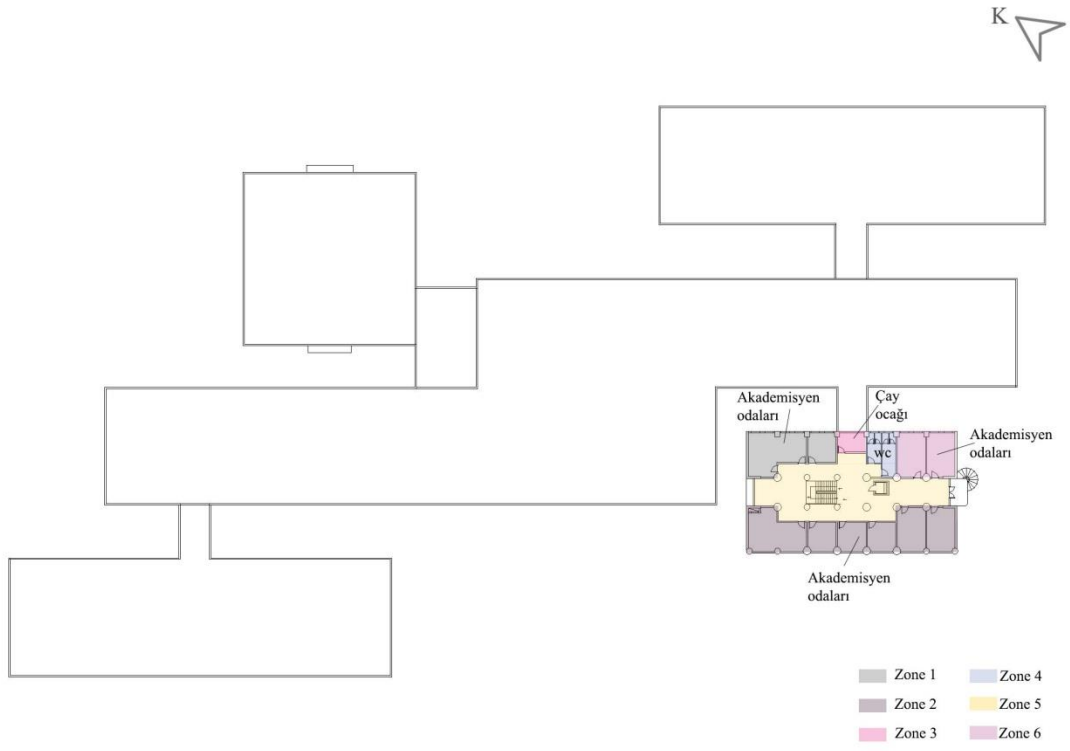 K
Akademisyen
odaları
Çay
ocağı
wc
Akademisyen
odaları
Akademisyen
odaları
Zone 1
Zone 4
Zone 2
Zone 5
Zone 3
Zone 6